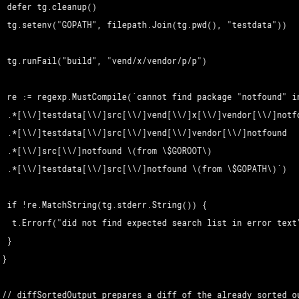 defer tg.cleanup()
tg.setenv("GOPATH", filepath.Join(tg.pwd(), "testdata"))
tg.runFail("build", "vend/x/vendor/p/p")
re := regexp.MustCompile(`cannot find package "notfound" in
.*[\\/]testdata[\\/]src[\\/]vend[\\/]x[\\/]vendor[\\/]notfo
.*[\\/]testdata[\\/]src[\\/]vend[\\/]vendor[\\/]notfound
.*[\\/]src[\\/]notfound \(from \$GOROOT\)
.*[\\/]testdata[\\/]src[\\/]notfound \(from \$GOPATH\)`)
if !re.MatchString(tg.stderr.String()) {
t.Errorf("did not find expected search list in error text"
}
}
// diffSortedOutput prepares a diff of the already sorted ou